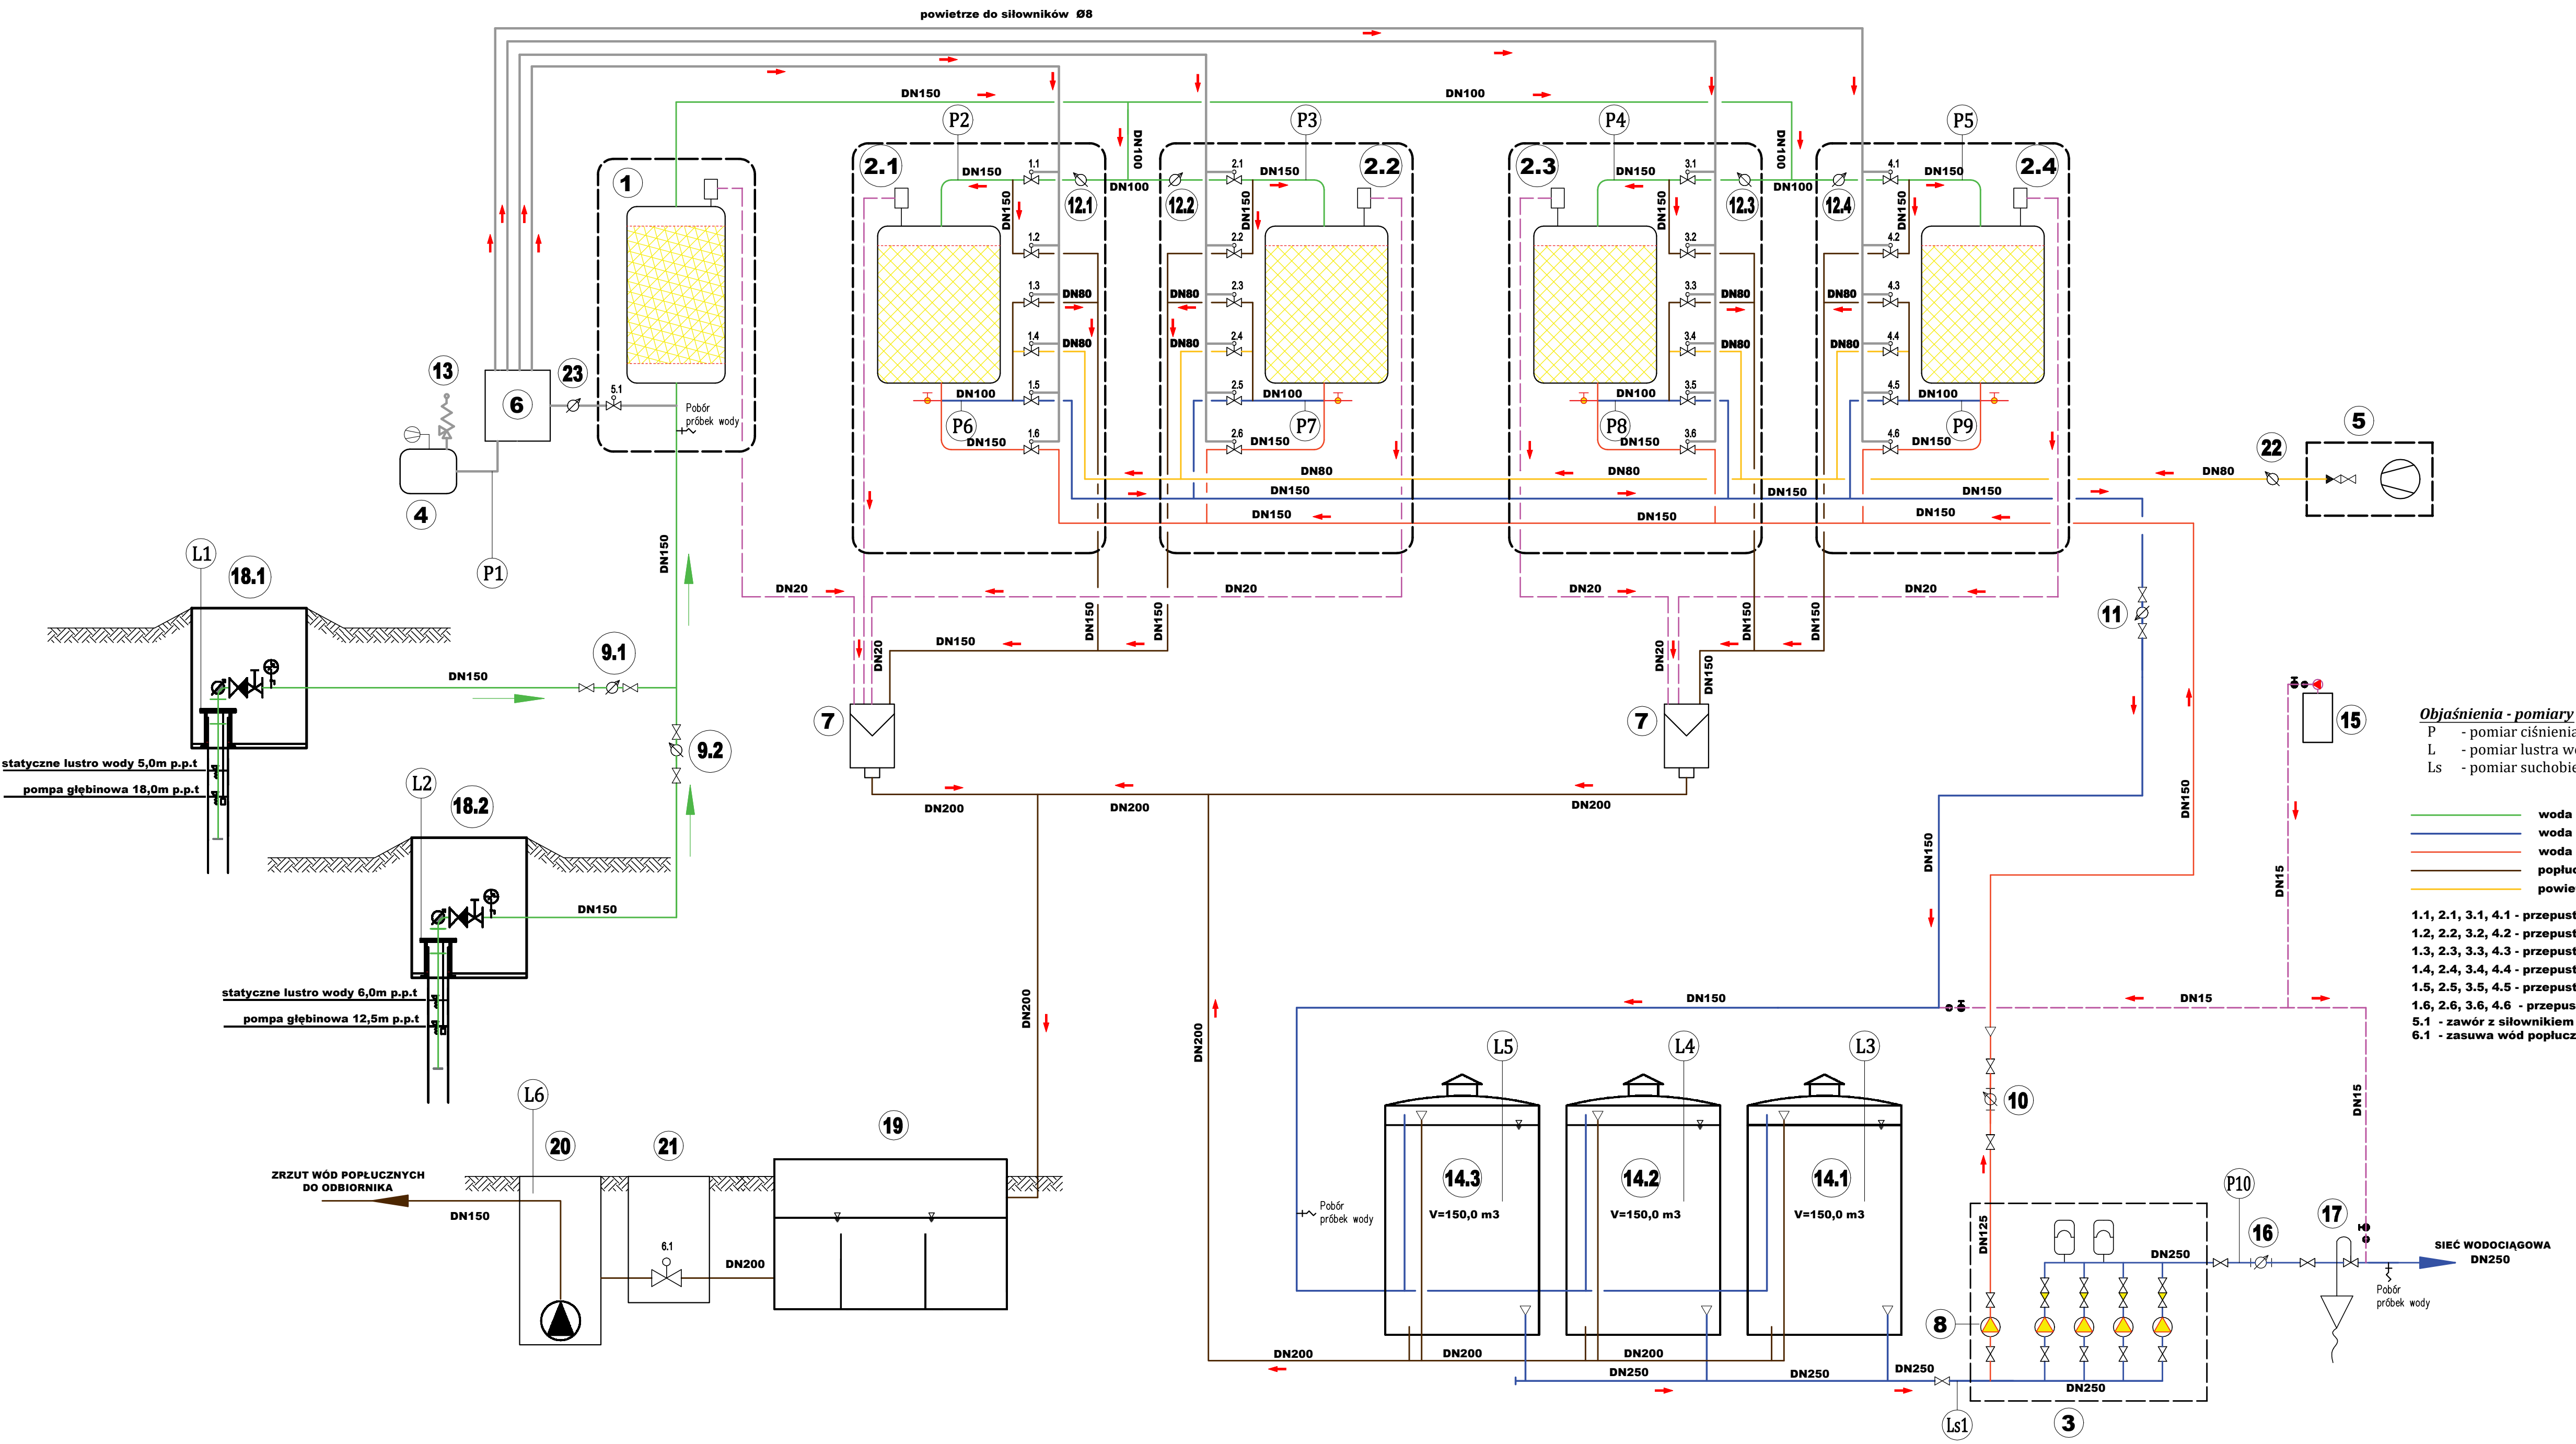 powietrze do siłowników Ø8
DN150
DN100
P2
P3
P4
P5
1
2.1
2.2
2.3
2.4
DN100
DN100
1.1
2.1
3.1
4.1
DN150
DN150
DN150
DN150
DN100
DN100
12.1
12.2
12.3
12.4
DN150
DN150
DN150
DN150
1.2
2.2
3.2
4.2
1.3
2.3
3.3
4.3
DN80
DN80
DN80
DN80
1.4
2.4
3.4
4.4
DN80
DN80
DN80
DN80
13
6
23
5.1
Pobór
próbek wody
1.5
2.5
3.5
4.5
DN100
DN100
DN100
DN100
P6
P7
P8
P9
1.6
2.6
3.6
4.6
DN150
DN150
DN150
DN150
5
22
DN80
DN80
DN80
DN150
DN150
DN150
DN150
DN150
DN150
4
P1
L1
18.1
DN150
DN20
DN20
DN20
DN20
11
DN150
DN150
DN150
DN150
DN150
DN20
DN20
DN150
9.1
DN150
7
7
9.2
15
statyczne lustro wody 5,0m p.p.t
pompa głębinowa 18,0m p.p.t
L2
18.2
DN200
DN200
DN200
DN150
DN150
DN15
Objaśnienia - pomiary
P - pomiar ciśnienia
L - pomiar lustra
Ls - pomiar
woda
woda
woda
1.1, 2.1, 3.1, 4.1 -
1.2, 2.2, 3.2, 4.2 -
1.3, 2.3, 3.3, 4.3 -
1.4, 2.4, 3.4, 4.4 -
1.5, 2.5, 3.5, 4.5 -
1.6, 2.6, 3.6, 4.6 -
5.1 - zawór z siłownikiem
6.1 - zasuwa wód
DN150
statyczne lustro wody 6,0m p.p.t
pompa głębinowa 12,5m p.p.t
DN200
DN200
DN150
DN15
L5
L4
L3
10
DN15
L6
20
21
19
ZRZUT WÓD POPŁUCZNYCH
DO ODBIORNIKA
DN150
6.1
DN200
14.3
14.2
14.1
V=150,0 m3
V=150,0 m3
V=150,0 m3
Pobór
próbek wody
DN125
P10
16
17
DN250
SIEĆ WODOCIĄGOWA
DN250
Pobór
próbek wody
8
DN200
DN200
DN200
DN250
DN250
DN250
DN250
Ls1
3